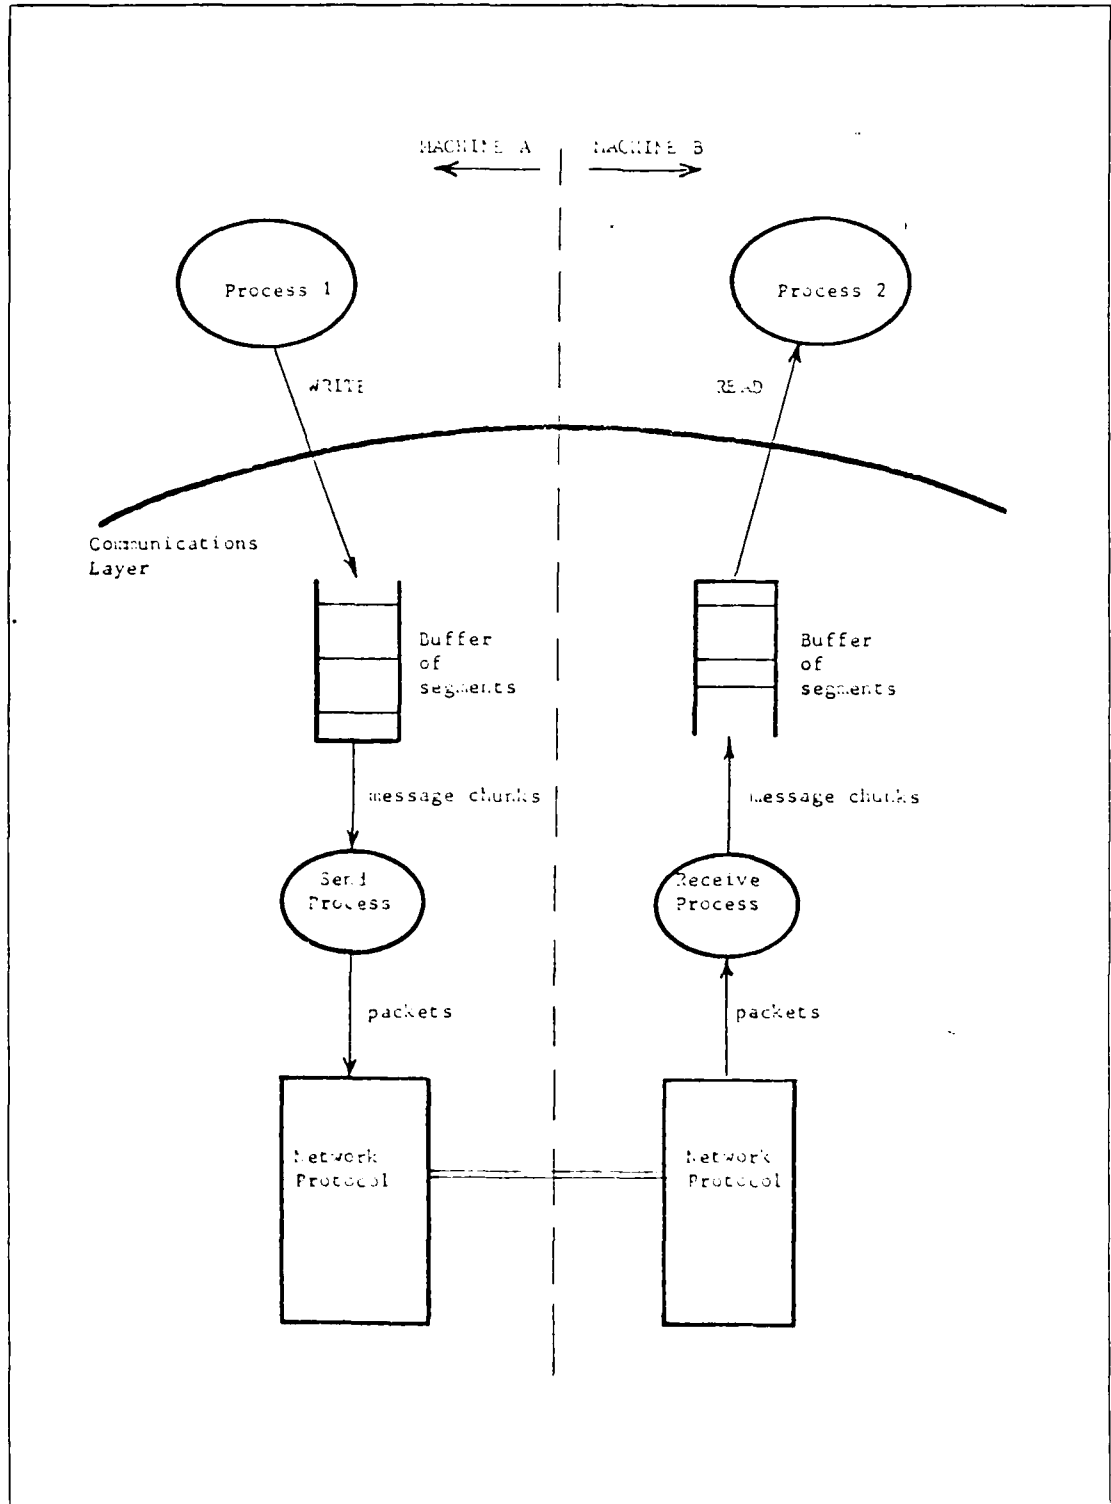 MACHINE A
MACHINE B
Process 1
Process 2
WRITE
READ
Communications
Layer
Buffer
of
segments
Buffer
of
segments
message chunks
message chunks
Send
Process
Receive
Process
packets
packets
Network
Protocol
Network
Protocol